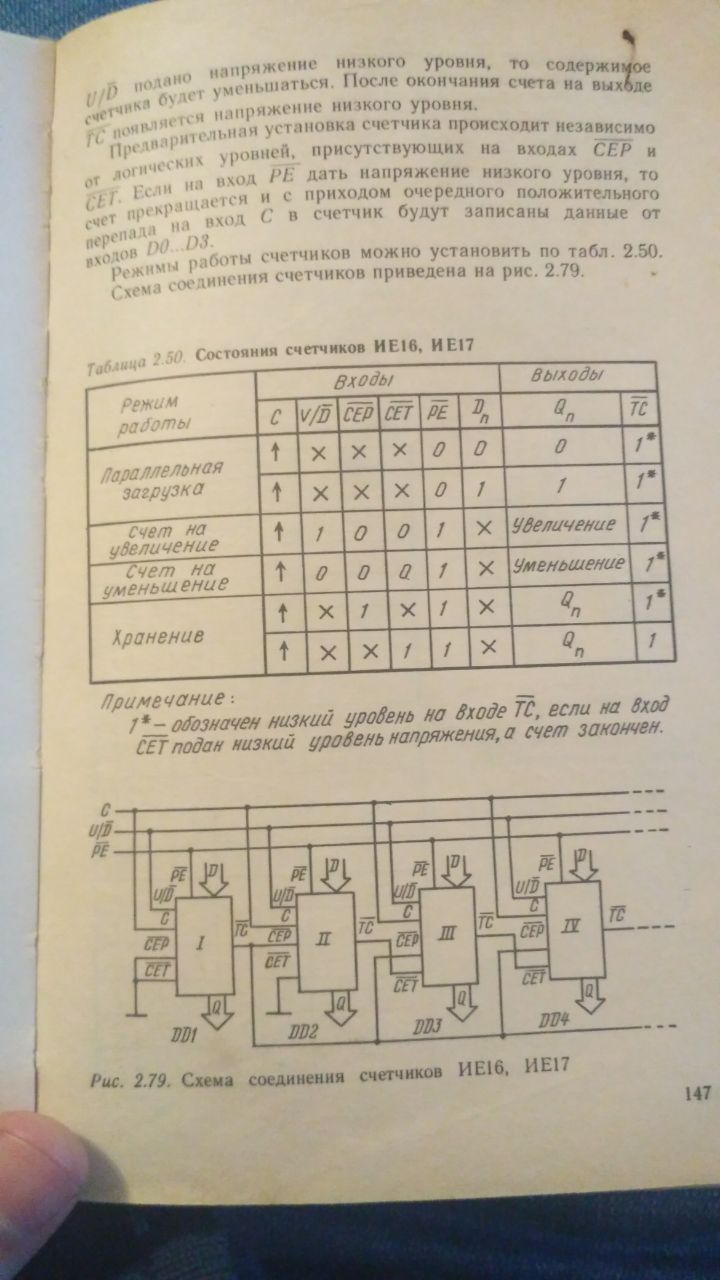 U/D̅ подано напряжение низкого уровня, то содержимое
счетчика будет уменьшаться. После окончания счета на выходе
T̅C̅ появляется напряжение низкого уровня.
Предварительная установка счетчика происходит независимо
от логических уровней, присутствующих на входах C̅E̅P̅ и
C̅E̅T̅. Если на вход P̅E̅ дать напряжение низкого уровня, то
счет прекращается и с приходом очередного положительного
перепада на вход C в счетчик будут записаны данные от
входов D0...D3.
Режимы работы счетчиков можно установить по табл. 2.50.
Схема соединения счетчиков приведена на рис. 2.79.
Таблица 2.50. Состояния счетчиков ИЕ16, ИЕ17
Режим работы Входы Выходы
C V/D̅ C̅E̅P̅ C̅E̅T̅ P̅E̅ Dn Qn T̅C̅
Параллельная загрузка
↑ × × × 0 0 0 1*
↑ × × × 0 1 1 1*
Счет на увеличение ↑ 1 0 0 1 × Увеличение 1*
Счет на уменьшение ↑ 0 0 0 1 × Уменьшение 1*
Хранение
↑ × 1 × 1 × Qn 1*
↑ × × 1 1 × Qn 1
Примечание:
1* — обозначен низкий уровень на входе T̅C̅, если на вход
C̅E̅T̅ подан низкий уровень напряжения, а счет закончен.
C
U/D̅
P̅E̅
P̅E̅ D P̅E̅ D P̅E̅ D P̅E̅ D
U/D̅ U/D̅ U/D̅ U/D̅
C C C C
C̅E̅P̅ I T̅C̅ C̅E̅P̅ II T̅C̅ C̅E̅P̅ III T̅C̅ C̅E̅P̅ IV T̅C̅
C̅E̅T̅ C̅E̅T̅ C̅E̅T̅ C̅E̅T̅
Q Q Q Q
DD1 DD2 DD3 DD4
Рис. 2.79. Схема соединения счетчиков ИЕ16, ИЕ17
147